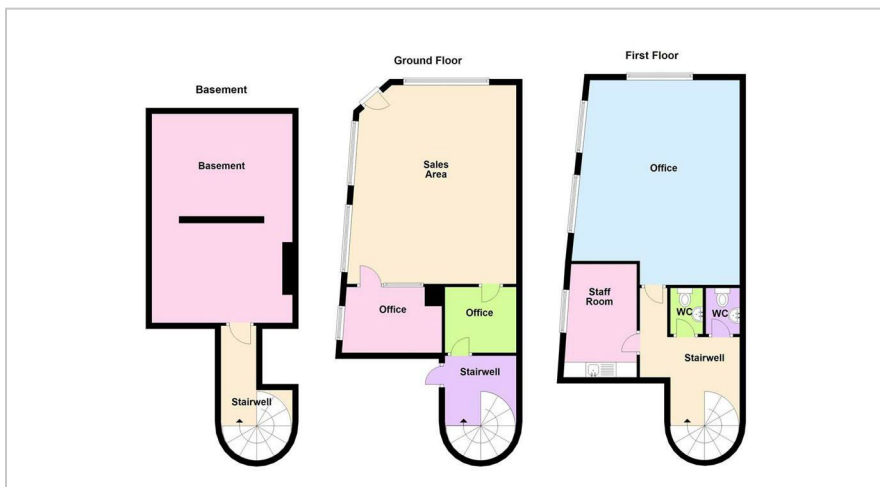 Basement
Basement
Stairwell
Ground Floor
Sales
Area
Office
Office
Stairwell
First Floor
Office
Staff
Room
WC
WC
Stairwell